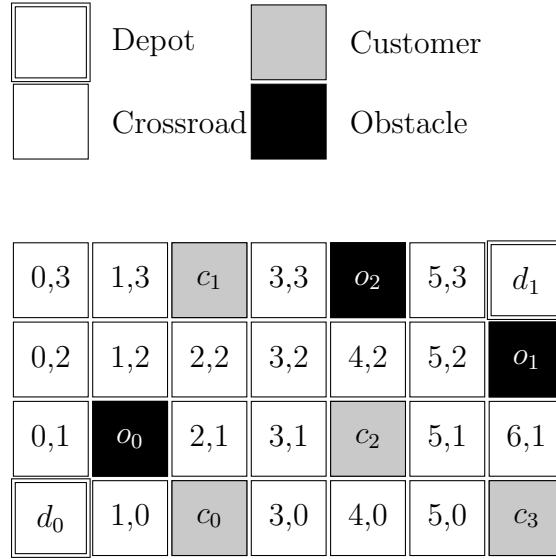 Depot Customer
Crossroad Obstacle
0,3 1,3 c₁ 3,3 o₂ 5,3 d₁
0,2 1,2 2,2 3,2 4,2 5,2 o₁
0,1 o₀ 2,1 3,1 c₂ 5,1 6,1
d₀ 1,0 c₀ 3,0 4,0 5,0 c₃